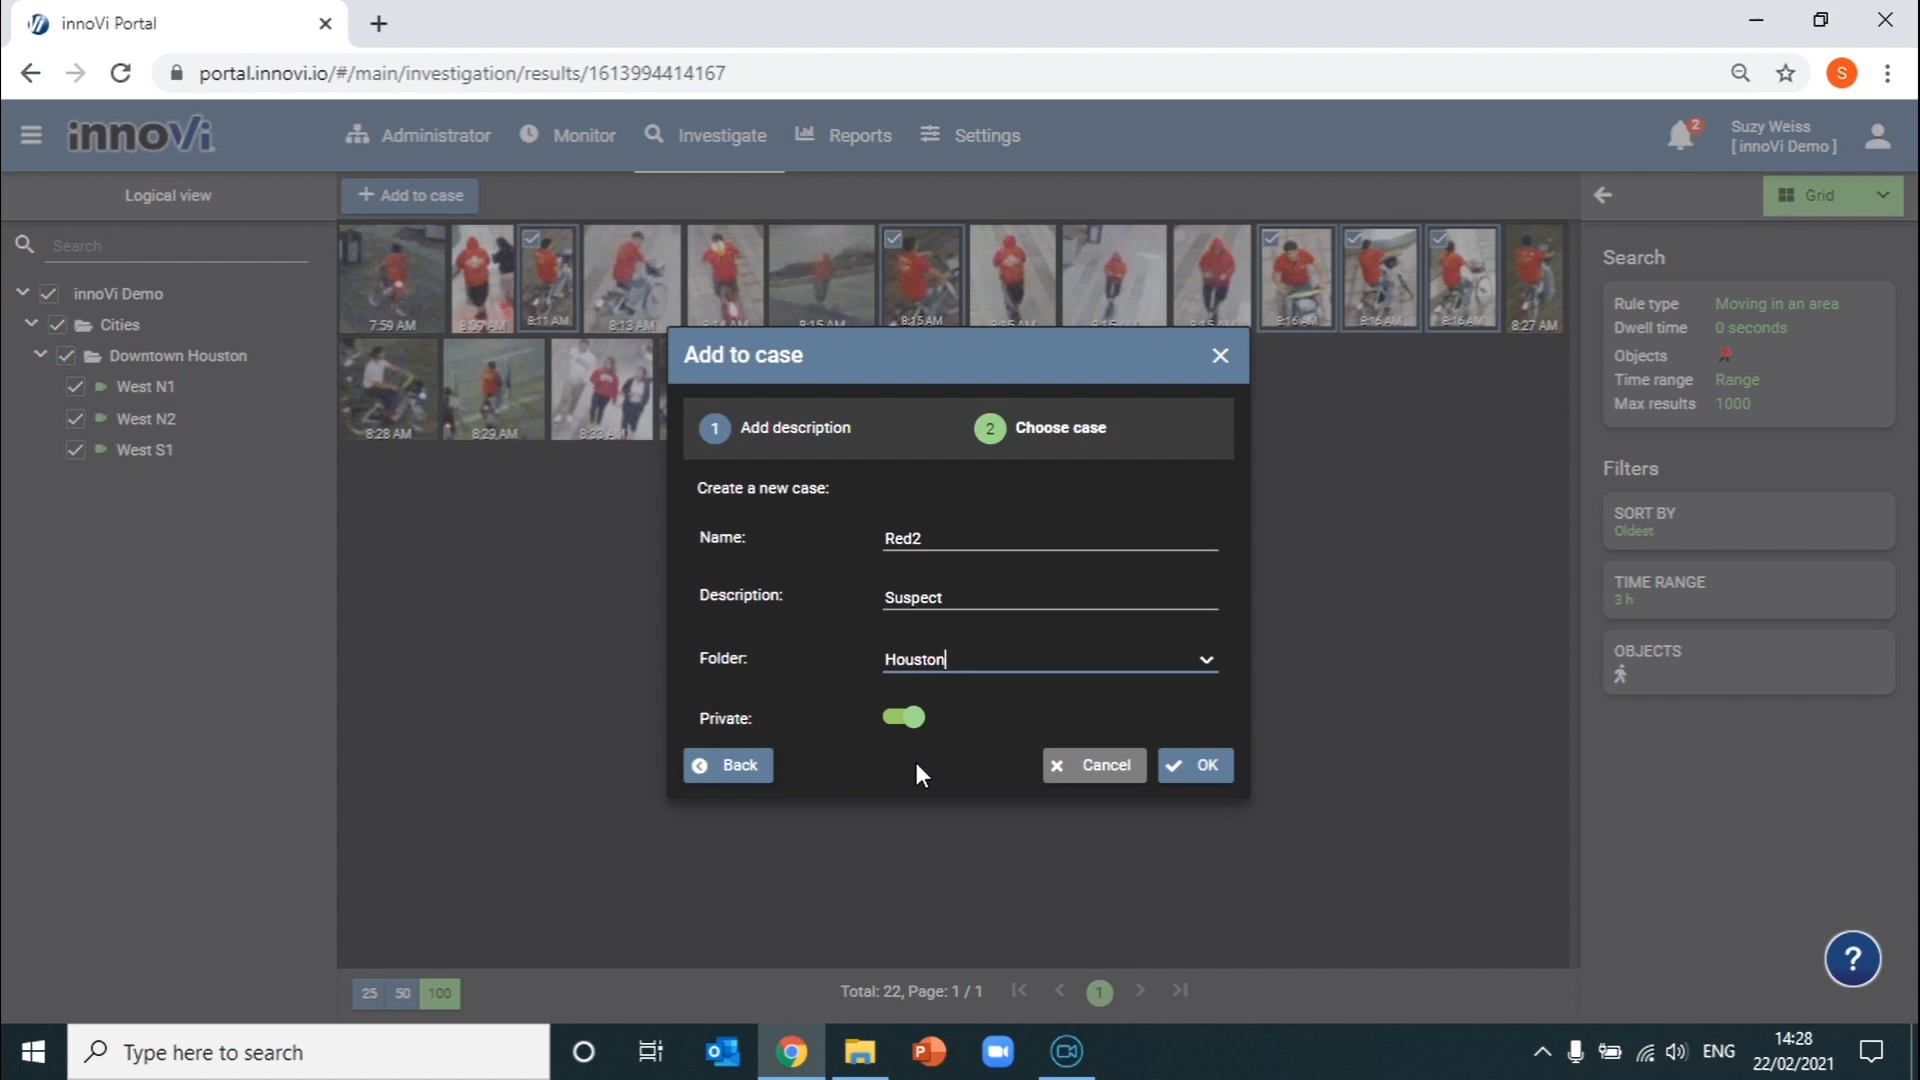 innoVi Portal
portal.innovi.io/#/main/investigation/results/1613994414167
S
innoVi
Administrator
Monitor
Investigate
Reports
Settings
2
Suzy Weiss
[ innoVi Demo ]
Logical view
+ Add to case
Grid
Search
innoVi Demo
Cities
Downtown Houston
West N1
West N2
West S1
7:59 AM
8:11 AM
8:13 AM
8:15 AM
8:16 AM
8:16 AM
8:16 AM
8:27 AM
8:28 AM
8:29 AM
8:33 AM
Add to case
1 Add description
2 Choose case
Create a new case:
Name: Red2
Description: Suspect
Folder: Houston
Private:
Back
Cancel
OK
Search
Rule type Moving in an area
Dwell time 0 seconds
Objects
Time range Range
Max results 1000
Filters
SORT BY
Oldest
TIME RANGE
3 h
OBJECTS
?
25 50 100
Total: 22, Page: 1 / 1
1
Type here to search
ENG
14:28
22/02/2021